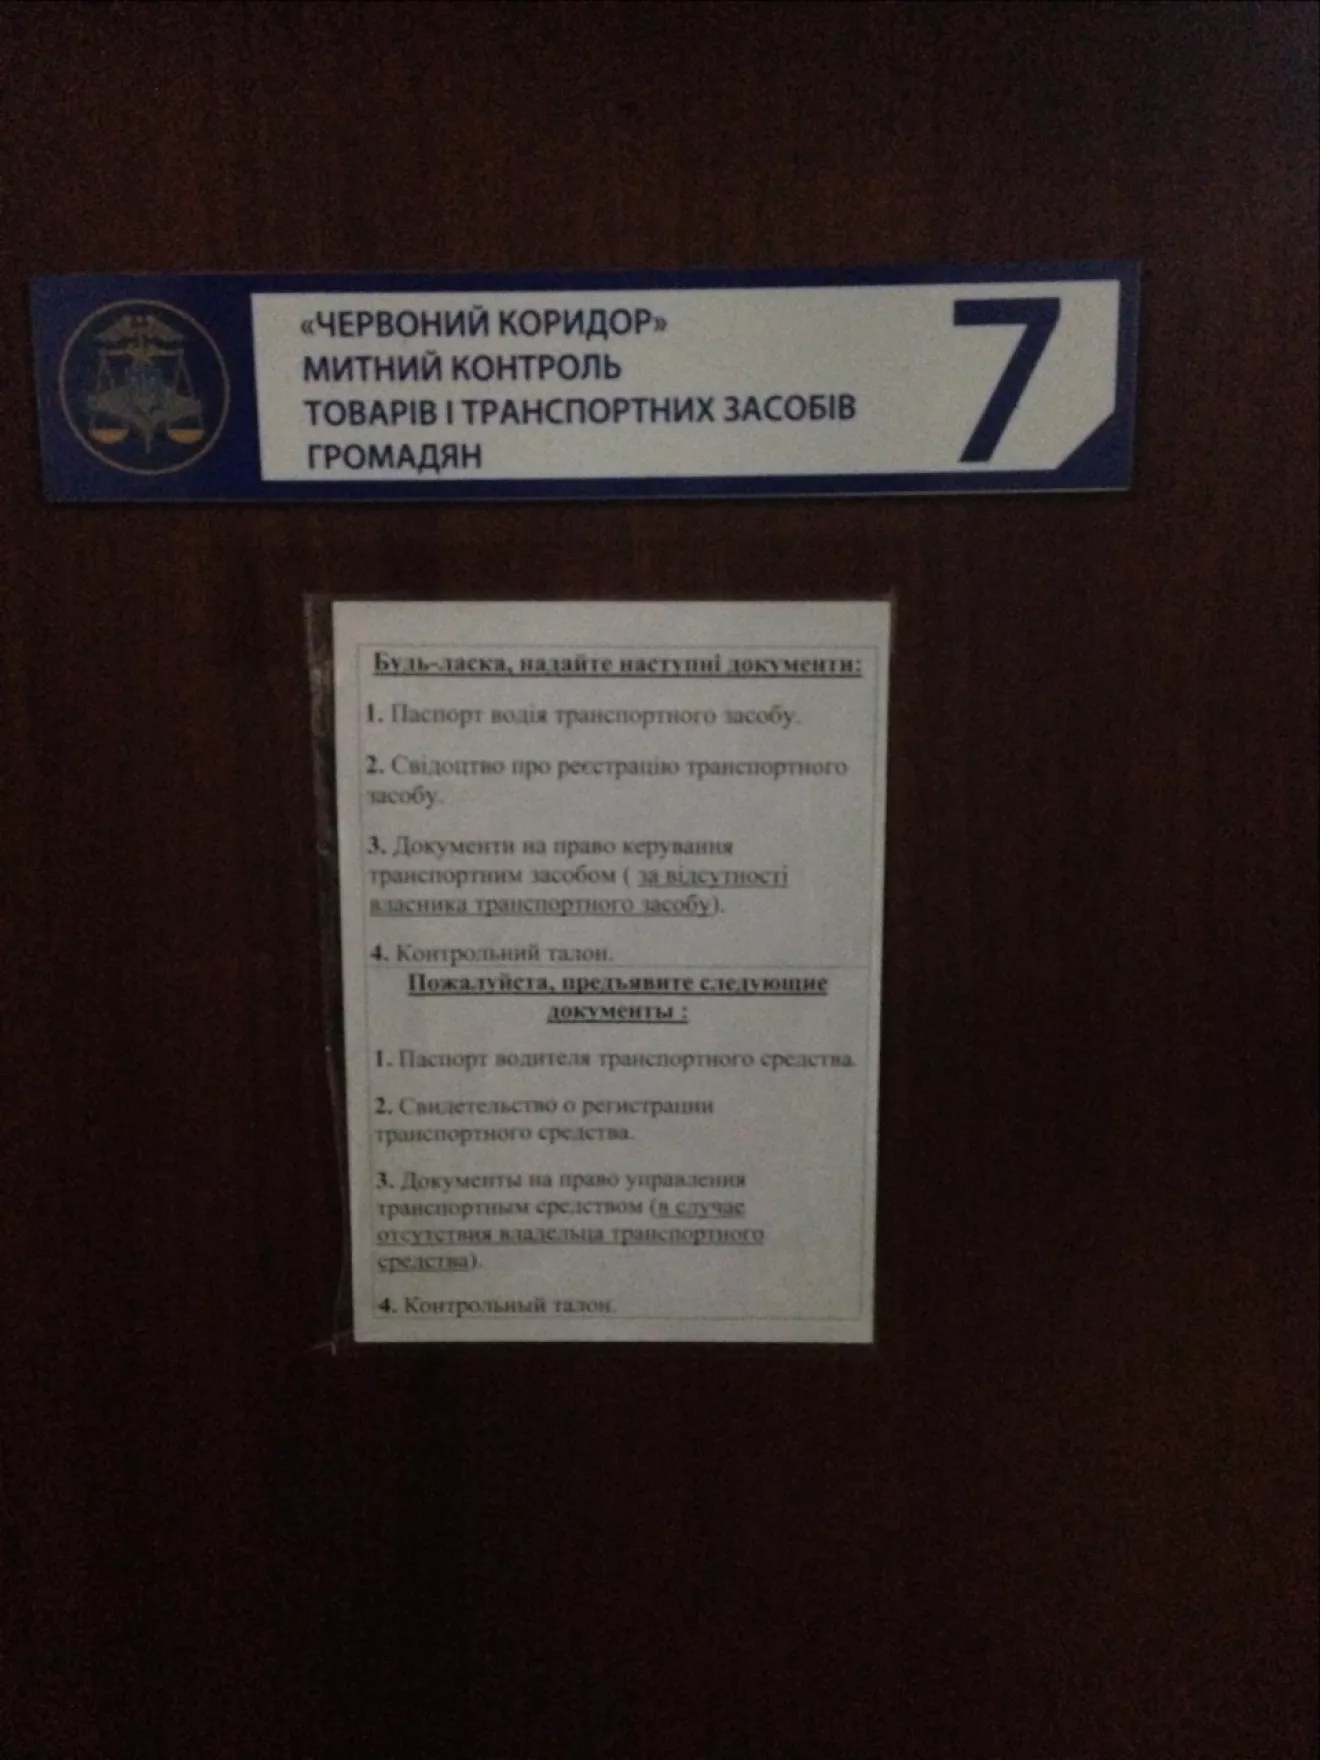 «ЧЕРВОНИЙ КОРИДОР»
МИТНИЙ КОНТРОЛЬ
ТОВАРІВ І ТРАНСПОРТНИХ ЗАСОБІВ
ГРОМАДЯН
7
Будь-ласка, надайте наступні документи:
1. Паспорт водія транспортного засобу.
2. Свідоцтво про реєстрацію транспортного
засобу.
3. Документи на право керування
транспортним засобом ( за відсутності
власника транспортного засобу).
4. Контрольний талон.
Пожалуйста, предъявите следующие
документы :
1. Паспорт водителя транспортного средства.
2. Свидетельство о регистрации
транспортного средства.
3. Документы на право управления
транспортным средством (в случае
отсутствия владельца транспортного
средства).
4. Контрольный талон.